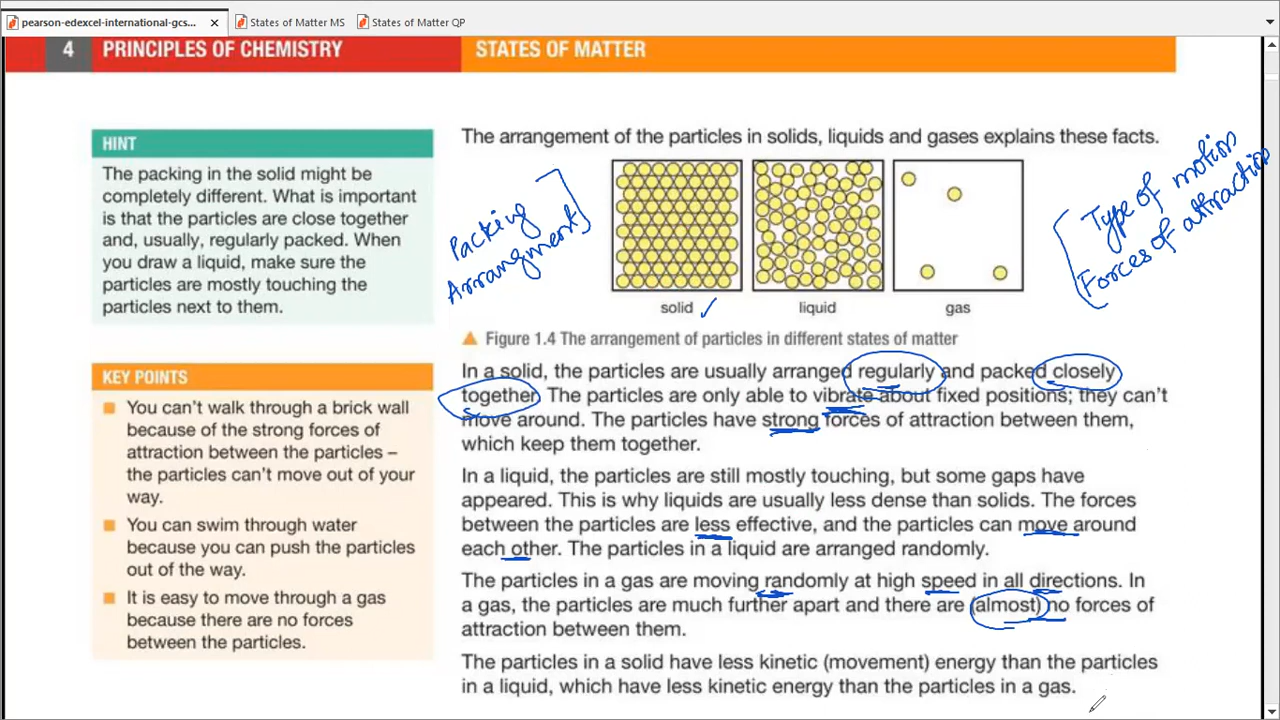 pearson-edexcel-international-gcs...
States of Matter MS
States of Matter QP
4 PRINCIPLES OF CHEMISTRY
STATES OF MATTER
HINT
The packing in the solid might be
completely different. What is important
is that the particles are close together
and, usually, regularly packed. When
you draw a liquid, make sure the
particles are mostly touching the
particles next to them.
KEY POINTS
You can't walk through a brick wall
because of the strong forces of
attraction between the particles –
the particles can't move out of your
way.
You can swim through water
because you can push the particles
out of the way.
It is easy to move through a gas
because there are no forces
between the particles.
The arrangement of the particles in solids, liquids and gases explains these facts.
Packing
Arrangment
solid
liquid
gas
Type of motion
Forces of attraction
Figure 1.4 The arrangement of particles in different states of matter
In a solid, the particles are usually arranged regularly and packed closely
together. The particles are only able to vibrate about fixed positions; they can't
move around. The particles have strong forces of attraction between them,
which keep them together.
In a liquid, the particles are still mostly touching, but some gaps have
appeared. This is why liquids are usually less dense than solids. The forces
between the particles are less effective, and the particles can move around
each other. The particles in a liquid are arranged randomly.
The particles in a gas are moving randomly at high speed in all directions. In
a gas, the particles are much further apart and there are (almost) no forces of
attraction between them.
The particles in a solid have less kinetic (movement) energy than the particles
in a liquid, which have less kinetic energy than the particles in a gas.